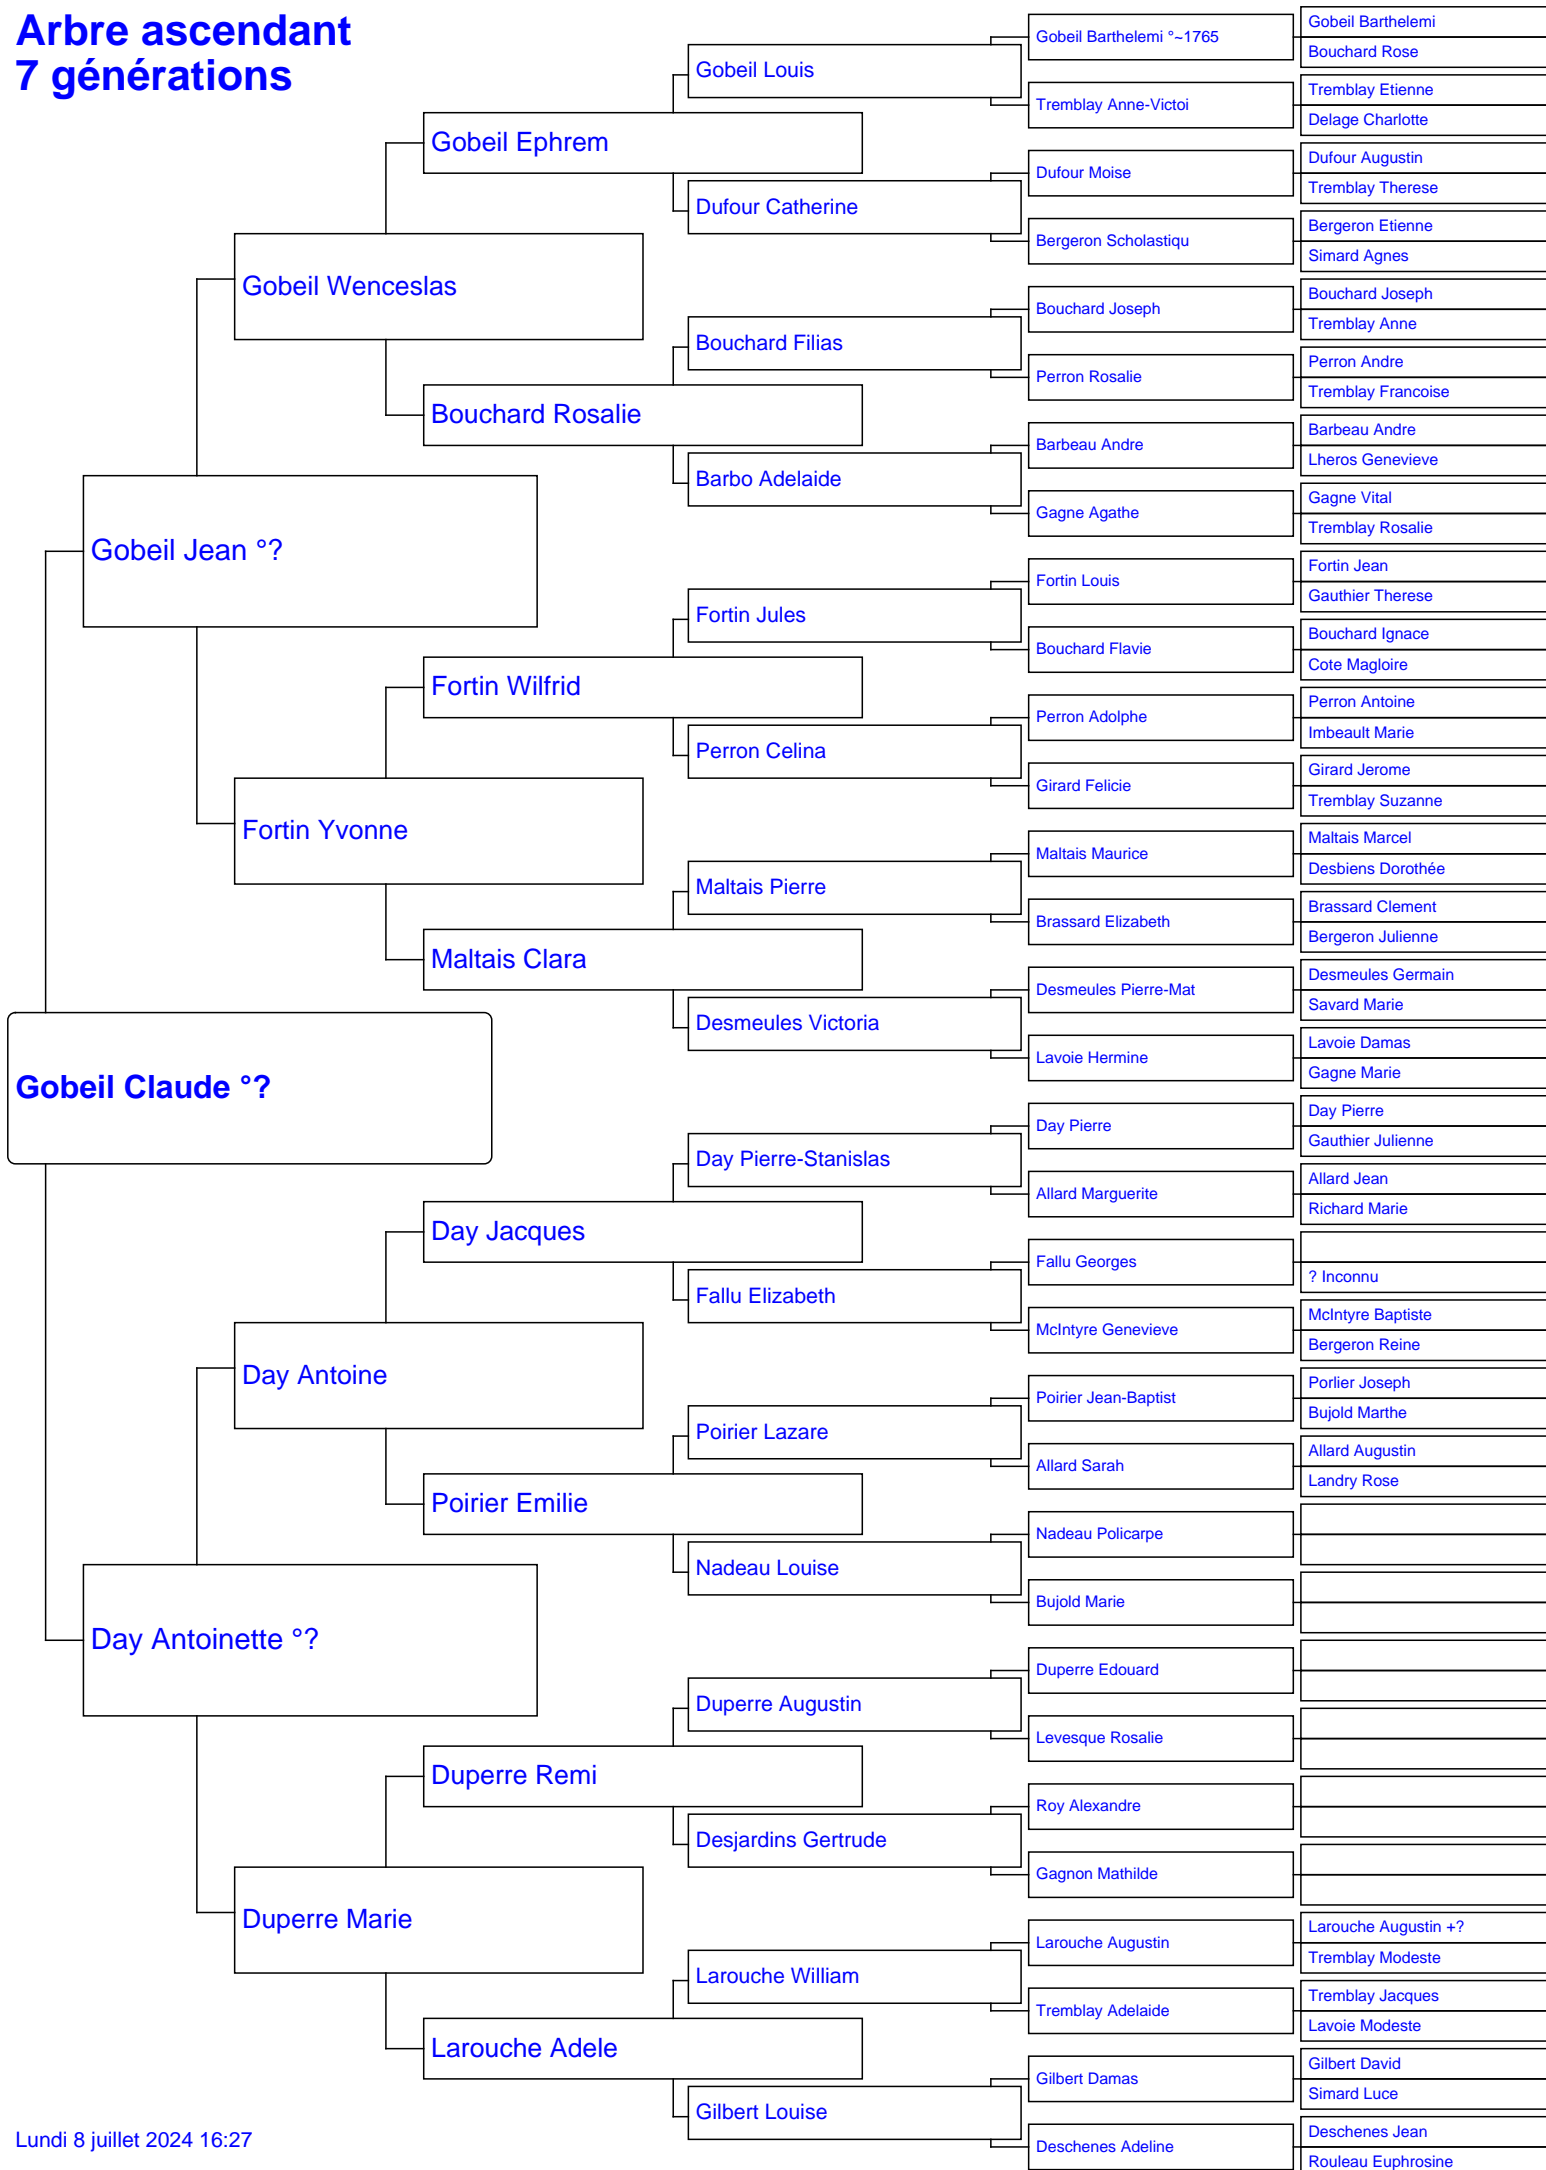 Arbre ascendant
7 générations
Gobeil Claude °?
Gobeil Jean °?
Day Antoinette °?
Gobeil Wenceslas
Fortin Yvonne
Day Antoine
Duperre Marie
Gobeil Ephrem
Bouchard Rosalie
Fortin Wilfrid
Maltais Clara
Day Jacques
Poirier Emilie
Duperre Remi
Larouche Adele
Gobeil Louis
Dufour Catherine
Bouchard Filias
Barbo Adelaide
Fortin Jules
Perron Celina
Maltais Pierre
Desmeules Victoria
Day Pierre-Stanislas
Fallu Elizabeth
Poirier Lazare
Nadeau Louise
Duperre Augustin
Desjardins Gertrude
Larouche William
Gilbert Louise
Gobeil Barthelemi °~1765
Tremblay Anne-Victoi
Dufour Moise
Bergeron Scholastiqu
Bouchard Joseph
Perron Rosalie
Barbeau Andre
Gagne Agathe
Fortin Louis
Bouchard Flavie
Perron Adolphe
Girard Felicie
Maltais Maurice
Brassard Elizabeth
Desmeules Pierre-Mat
Lavoie Hermine
Day Pierre
Allard Marguerite
Fallu Georges
McIntyre Genevieve
Poirier Jean-Baptist
Allard Sarah
Nadeau Policarpe
Bujold Marie
Duperre Edouard
Levesque Rosalie
Roy Alexandre
Gagnon Mathilde
Larouche Augustin
Tremblay Adelaide
Gilbert Damas
Deschenes Adeline
Gobeil Barthelemi
Bouchard Rose
Tremblay Etienne
Delage Charlotte
Dufour Augustin
Tremblay Therese
Bergeron Etienne
Simard Agnes
Bouchard Joseph
Tremblay Anne
Perron Andre
Tremblay Francoise
Barbeau Andre
Lheros Genevieve
Gagne Vital
Tremblay Rosalie
Fortin Jean
Gauthier Therese
Bouchard Ignace
Cote Magloire
Perron Antoine
Imbeault Marie
Girard Jerome
Tremblay Suzanne
Maltais Marcel
Desbiens Dorothée
Brassard Clement
Bergeron Julienne
Desmeules Germain
Savard Marie
Lavoie Damas
Gagne Marie
Day Pierre
Gauthier Julienne
Allard Jean
Richard Marie
? Inconnu
McIntyre Baptiste
Bergeron Reine
Porlier Joseph
Bujold Marthe
Allard Augustin
Landry Rose
Larouche Augustin +?
Tremblay Modeste
Tremblay Jacques
Lavoie Modeste
Gilbert David
Simard Luce
Deschenes Jean
Rouleau Euphrosine
Lundi 8 juillet 2024 16:27